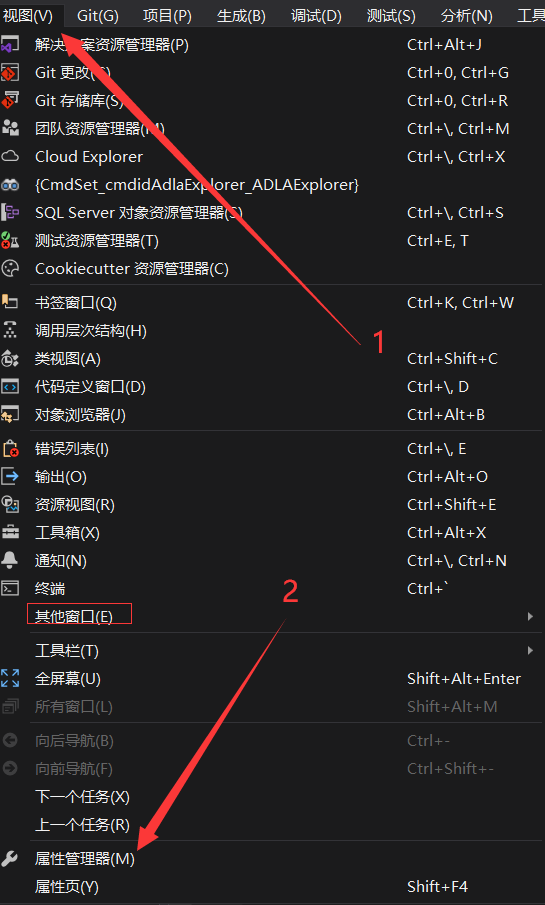 视图(V) Git(G) 项目(P) 生成(B) 调试(D) 测试(S) 分析(N) 工具
解决方案资源管理器(P) Ctrl+Alt+J
Git 更改(G) Ctrl+0, Ctrl+G
Git 存储库(S) Ctrl+0, Ctrl+R
团队资源管理器(M) Ctrl+\, Ctrl+M
Cloud Explorer Ctrl+\, Ctrl+X
{CmdSet_cmdidAdlaExplorer_ADLAExplorer}
SQL Server 对象资源管理器(S) Ctrl+\, Ctrl+S
测试资源管理器(T) Ctrl+E, T
Cookiecutter 资源管理器(C)
书签窗口(Q) Ctrl+K, Ctrl+W
调用层次结构(H)
1
类视图(A) Ctrl+Shift+C
代码定义窗口(D) Ctrl+\, D
对象浏览器(J) Ctrl+Alt+B
错误列表(I) Ctrl+\, E
输出(O) Ctrl+Alt+O
资源视图(R) Ctrl+Shift+E
工具箱(X) Ctrl+Alt+X
通知(N) Ctrl+\, Ctrl+N
终端 Ctrl+`
2
其他窗口(E)
工具栏(T)
全屏幕(U) Shift+Alt+Enter
所有窗口(L) Shift+Alt+M
向后导航(B) Ctrl+-
向前导航(F) Ctrl+Shift+-
下一个任务(X)
上一个任务(R)
属性管理器(M)
属性页(Y) Shift+F4